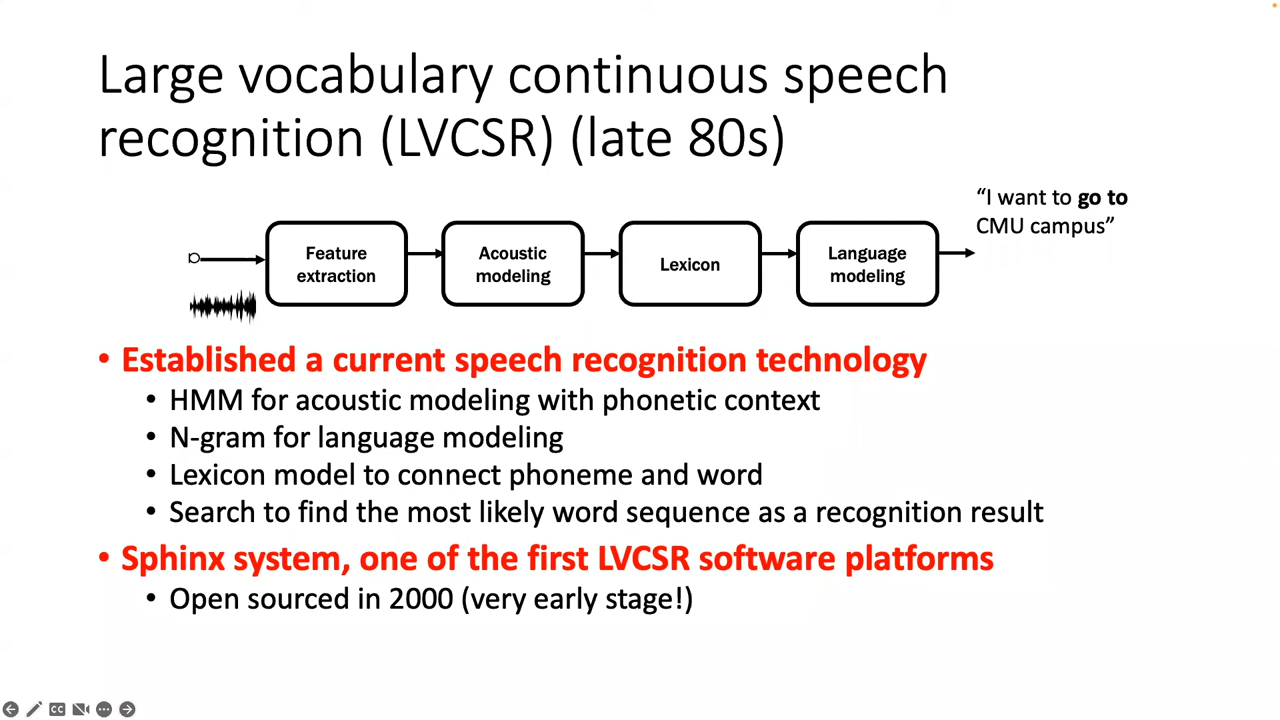 Large vocabulary continuous speech
recognition (LVCSR) (late 80s)
“I want to go to
CMU campus”
Feature
extraction
Acoustic
modeling
Lexicon
Language
modeling
• Established a current speech recognition technology
• HMM for acoustic modeling with phonetic context
• N-gram for language modeling
• Lexicon model to connect phoneme and word
• Search to find the most likely word sequence as a recognition result
• Sphinx system, one of the first LVCSR software platforms
• Open sourced in 2000 (very early stage!)
CC